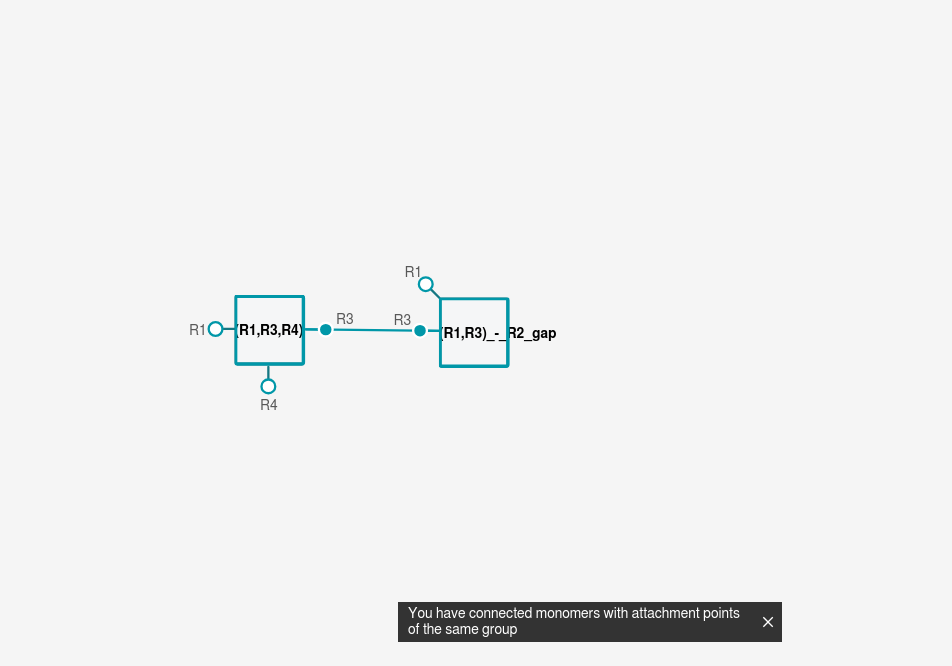 R1
R1
(R1,R3,R4)
R3
R3
(R1,R3)_-_R2_gap
R4
You have connected monomers with attachment points
of the same group